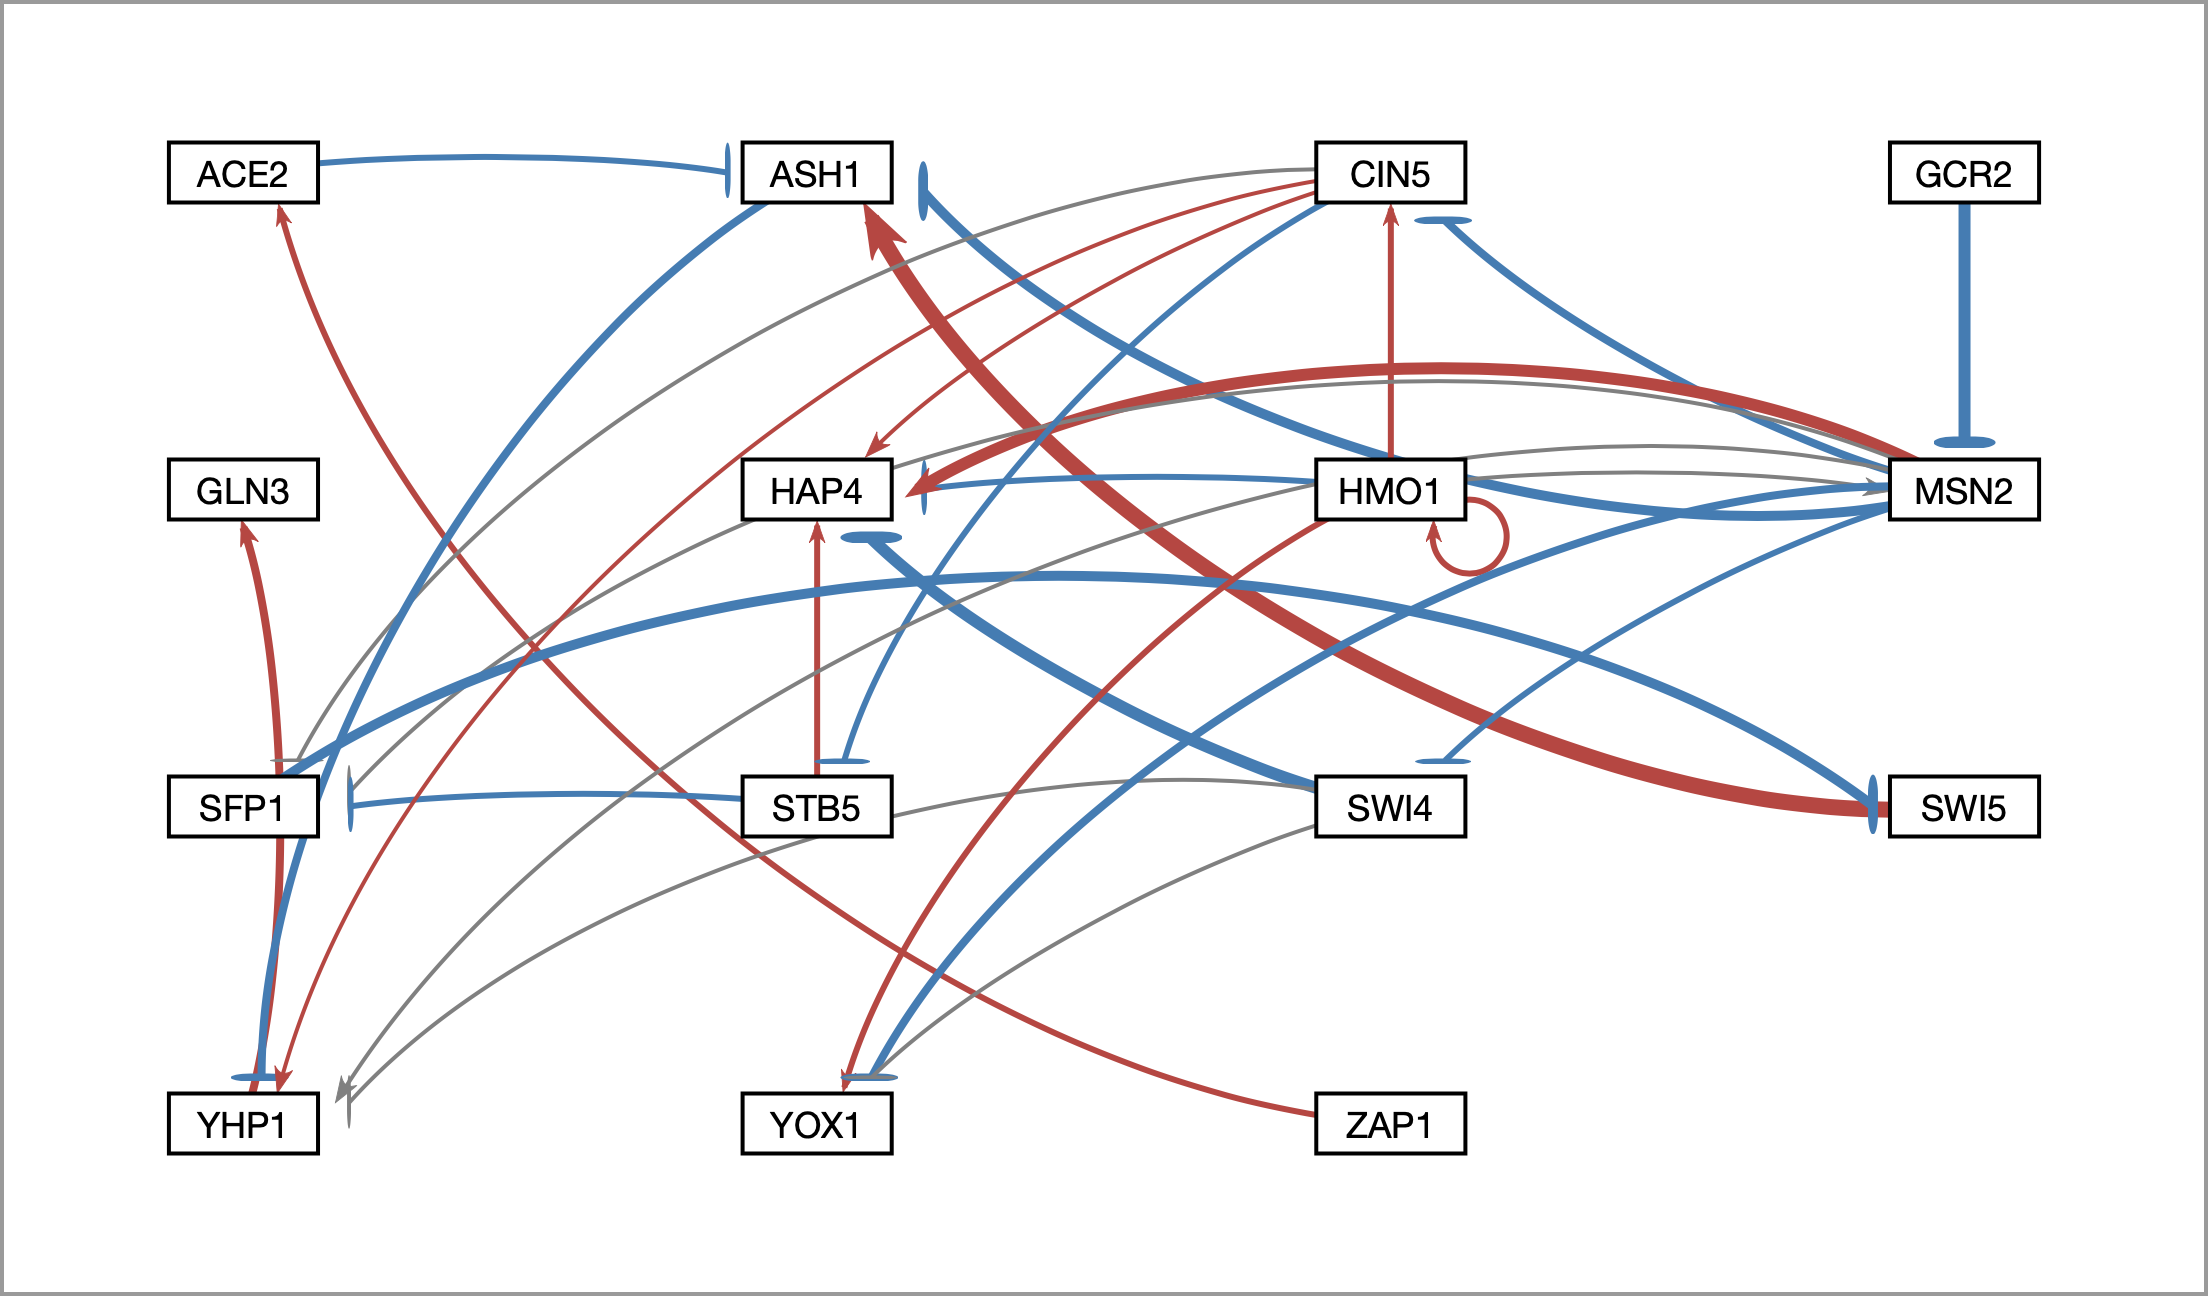 ACE2
ASH1
CIN5
GCR2
GLN3
HAP4
HMO1
MSN2
SFP1
STB5
SWI4
SWI5
YHP1
YOX1
ZAP1